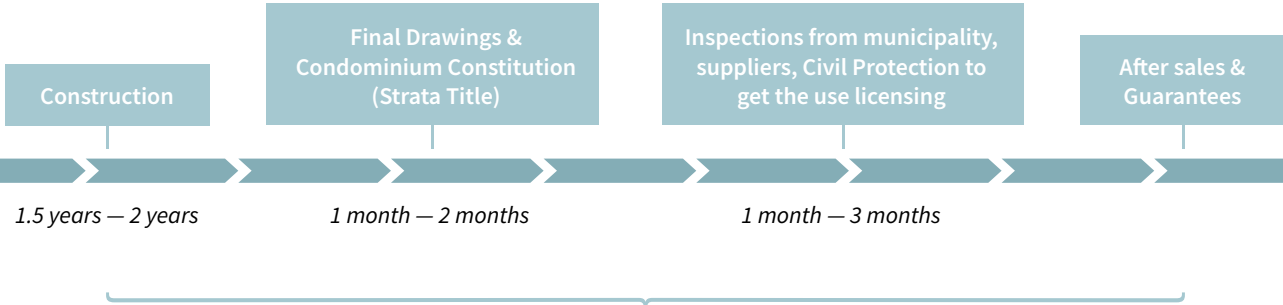 Construction
Final Drawings &
Condominium Constitution
(Strata Title)
Inspections from municipality,
suppliers, Civil Protection to
get the use licensing
After sales &
Guarantees
1.5 years — 2 years
1 month — 2 months
1 month — 3 months